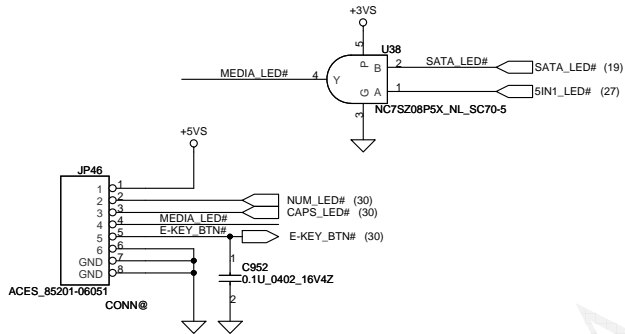 +3VS
U38
5
P
B
2
SATA_LED#
SATA_LED# (19)
MEDIA_LED#
4
Y
G
A
1
5IN1_LED# (27)
NC7SZ08P5X_NL_SC70-5
3
+5VS
JP46
1
1
2
2
NUM_LED# (30)
3
3
CAPS_LED# (30)
4
4
MEDIA_LED#
5
5
E-KEY_BTN#
E-KEY_BTN# (30)
6
6
GND
7
GND
8
1
C952
0.1U_0402_16V4Z
2
ACES_85201-06051
CONN@